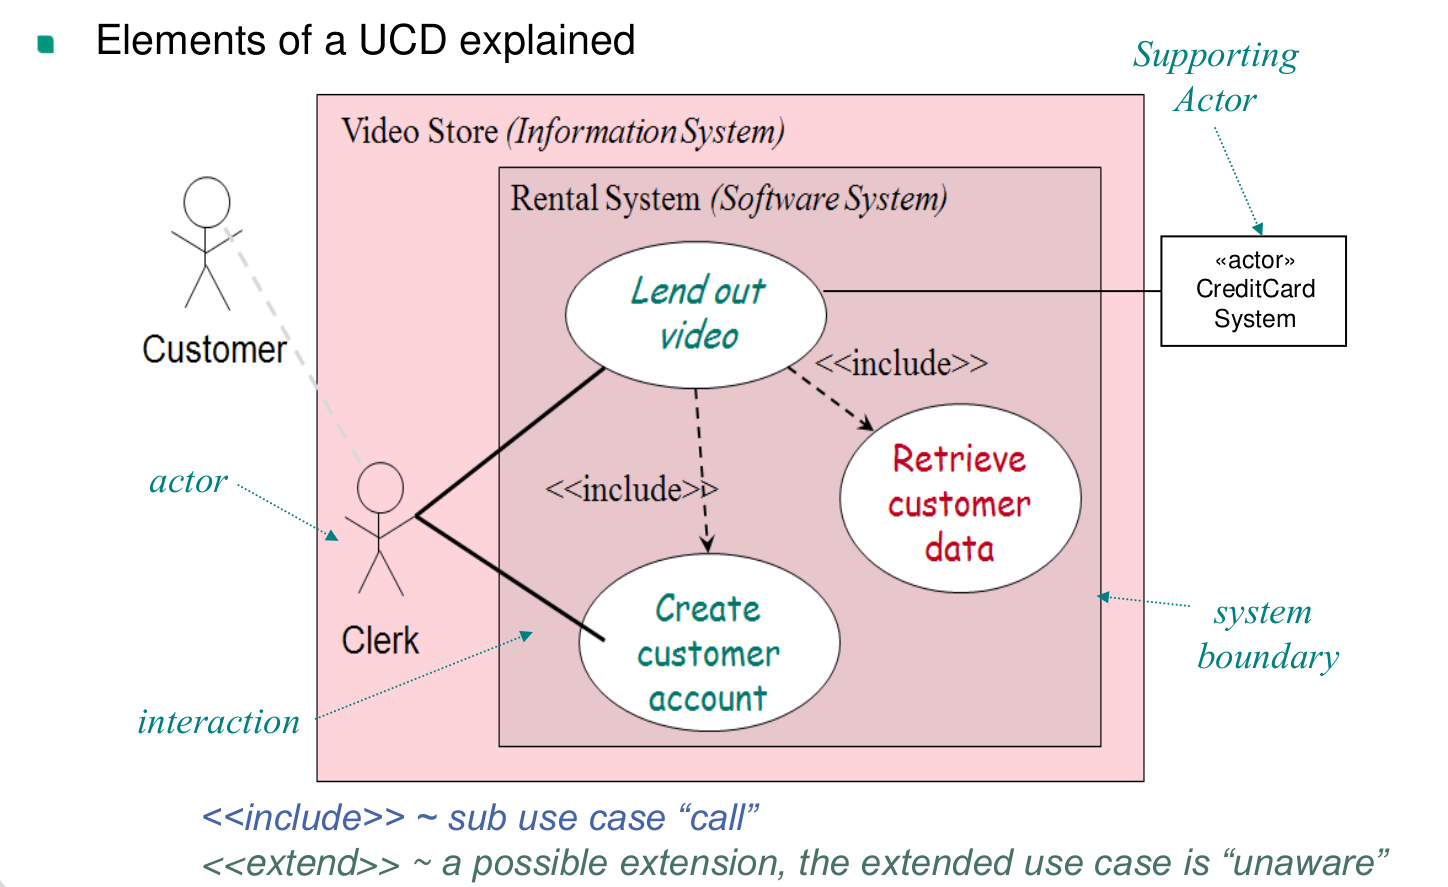 Elements of a UCD explained
Supporting
Actor
Video Store (Information System)
Rental System (Software System)
Customer
Lend out
video
«actor»
CreditCard
System
<<include>>
Retrieve
customer
data
actor
<<include>>
Clerk
Create
customer
account
system
boundary
interaction
<<include>> ~ sub use case “call”
<<extend>> ~ a possible extension, the extended use case is “unaware”